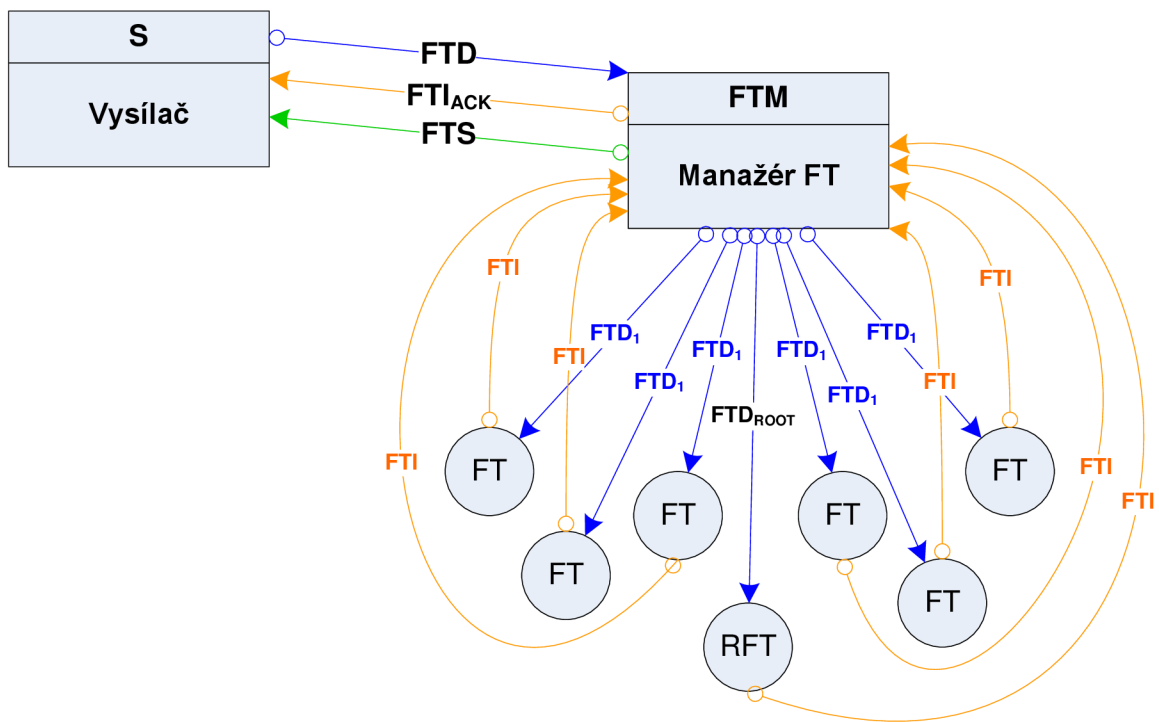 S
Vysílač
FTD
FTI_ACK
FTS
FTM
Manažér FT
FTI
FTI
FTD₁
FTD₁
FTD₁
FTD₁
FTD₁
FTI
FTI
FTD₁
FTD_ROOT
FTI
FTI
FTI
FT
FT
FT
FT
FT
FT
RFT